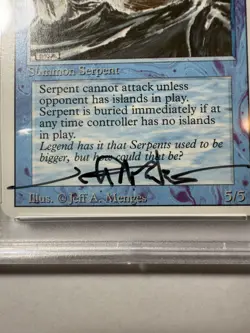 Summon Serpent
Serpent cannot attack unless
opponent has islands in play.
Serpent is buried immediately if at
any time controller has no islands
in play.
Legend has it that Serpents used to be
bigger, but how could that be?
Illus. © Jeff A. Menges
5/5